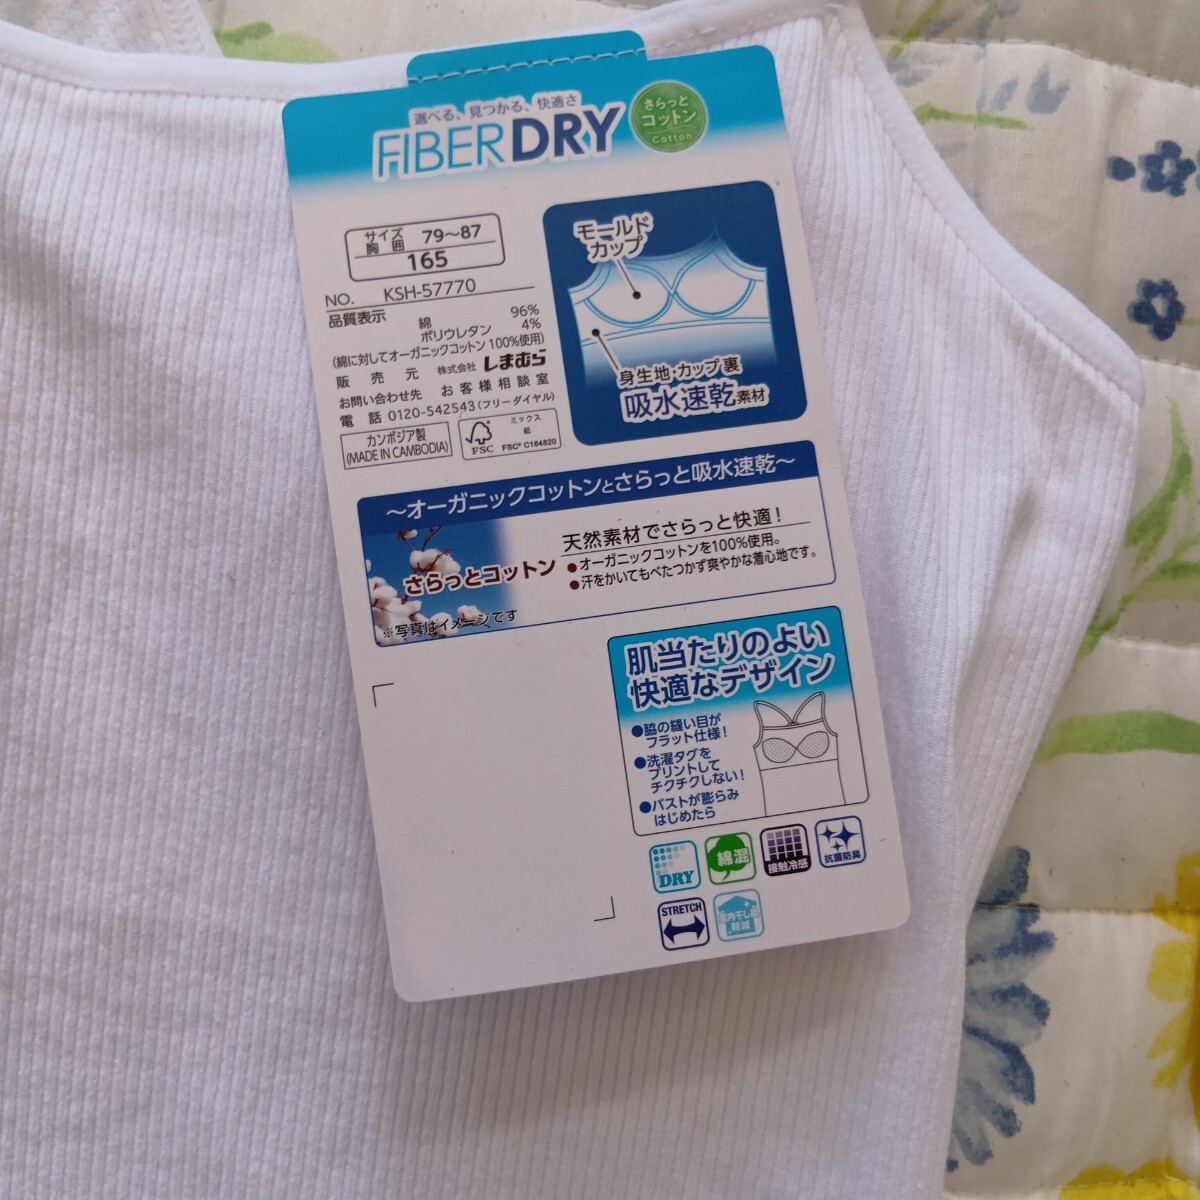 選べる、見つかる、快適さ
FIBER DRY
さらっと
コットン
Cotton
サイズ
胸囲 79〜87
165
NO. KSH-57770
品質表示
綿 96%
ポリウレタン 4%
(綿に対してオーガニックコットン100%使用)
販売元 株式会社 しまむら
お問い合わせ先 お客様相談室
電話 0120-542543(フリーダイヤル)
カンボジア製
(MADE IN CAMBODIA)
FSC
ミックス
紙
FSC® C164820
モールド
カップ
身生地・カップ裏
吸水速乾素材
〜オーガニックコットンとさらっと吸水速乾〜
さらっとコットン
※写真はイメージです
天然素材でさらっと快適!
●オーガニックコットンを100%使用。
●汗をかいてもべたつかず爽やかな着心地です。
肌当たりのよい
快適なデザイン
●脇の縫い目が
フラット仕様!
●洗濯タグを
プリントして
チクチクしない!
●バストが膨らみ
はじめたら
DRY
綿混
接触冷感
抗菌防臭
STRETCH
室内干し臭
軽減